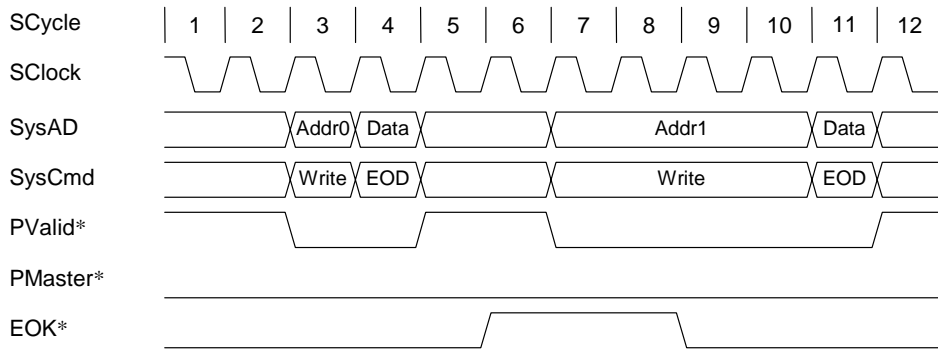 SCycle 1 2 3 4 5 6 7 8 9 10 11 12
SClock
SysAD Addr0 Data Addr1 Data
SysCmd Write EOD Write EOD
PValid*
PMaster*
EOK*